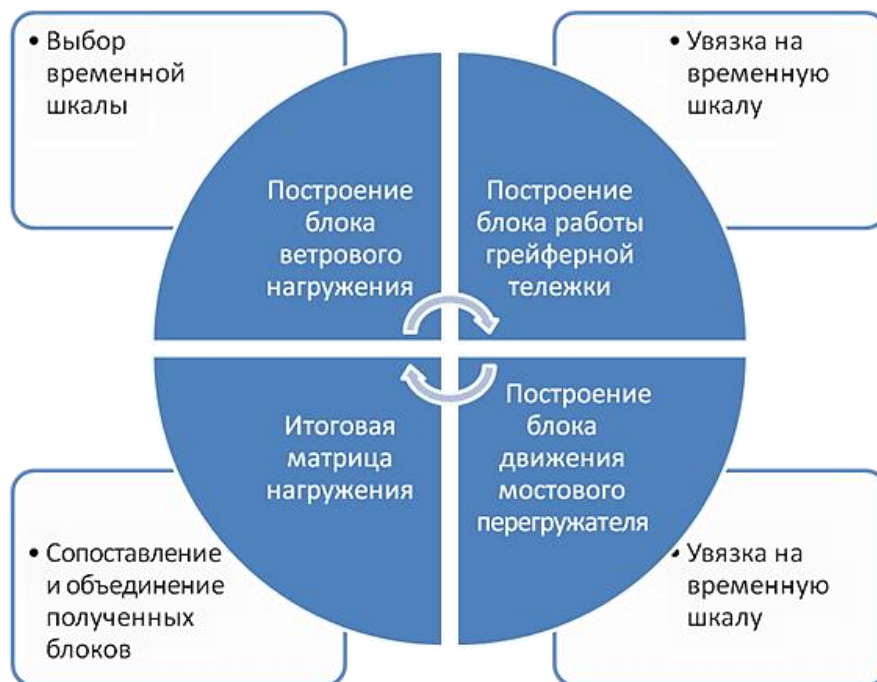 • Выбор
временной
шкалы
• Увязка на
временную
шкалу
Построение
блока
ветрового
нагружения
Построение
блока работы
грейферной
тележки
Итоговая
матрица
нагружения
Построение
блока
движения
мостового
перегружателя
• Сопоставление
и объединение
полученных
блоков
• Увязка на
временную
шкалу